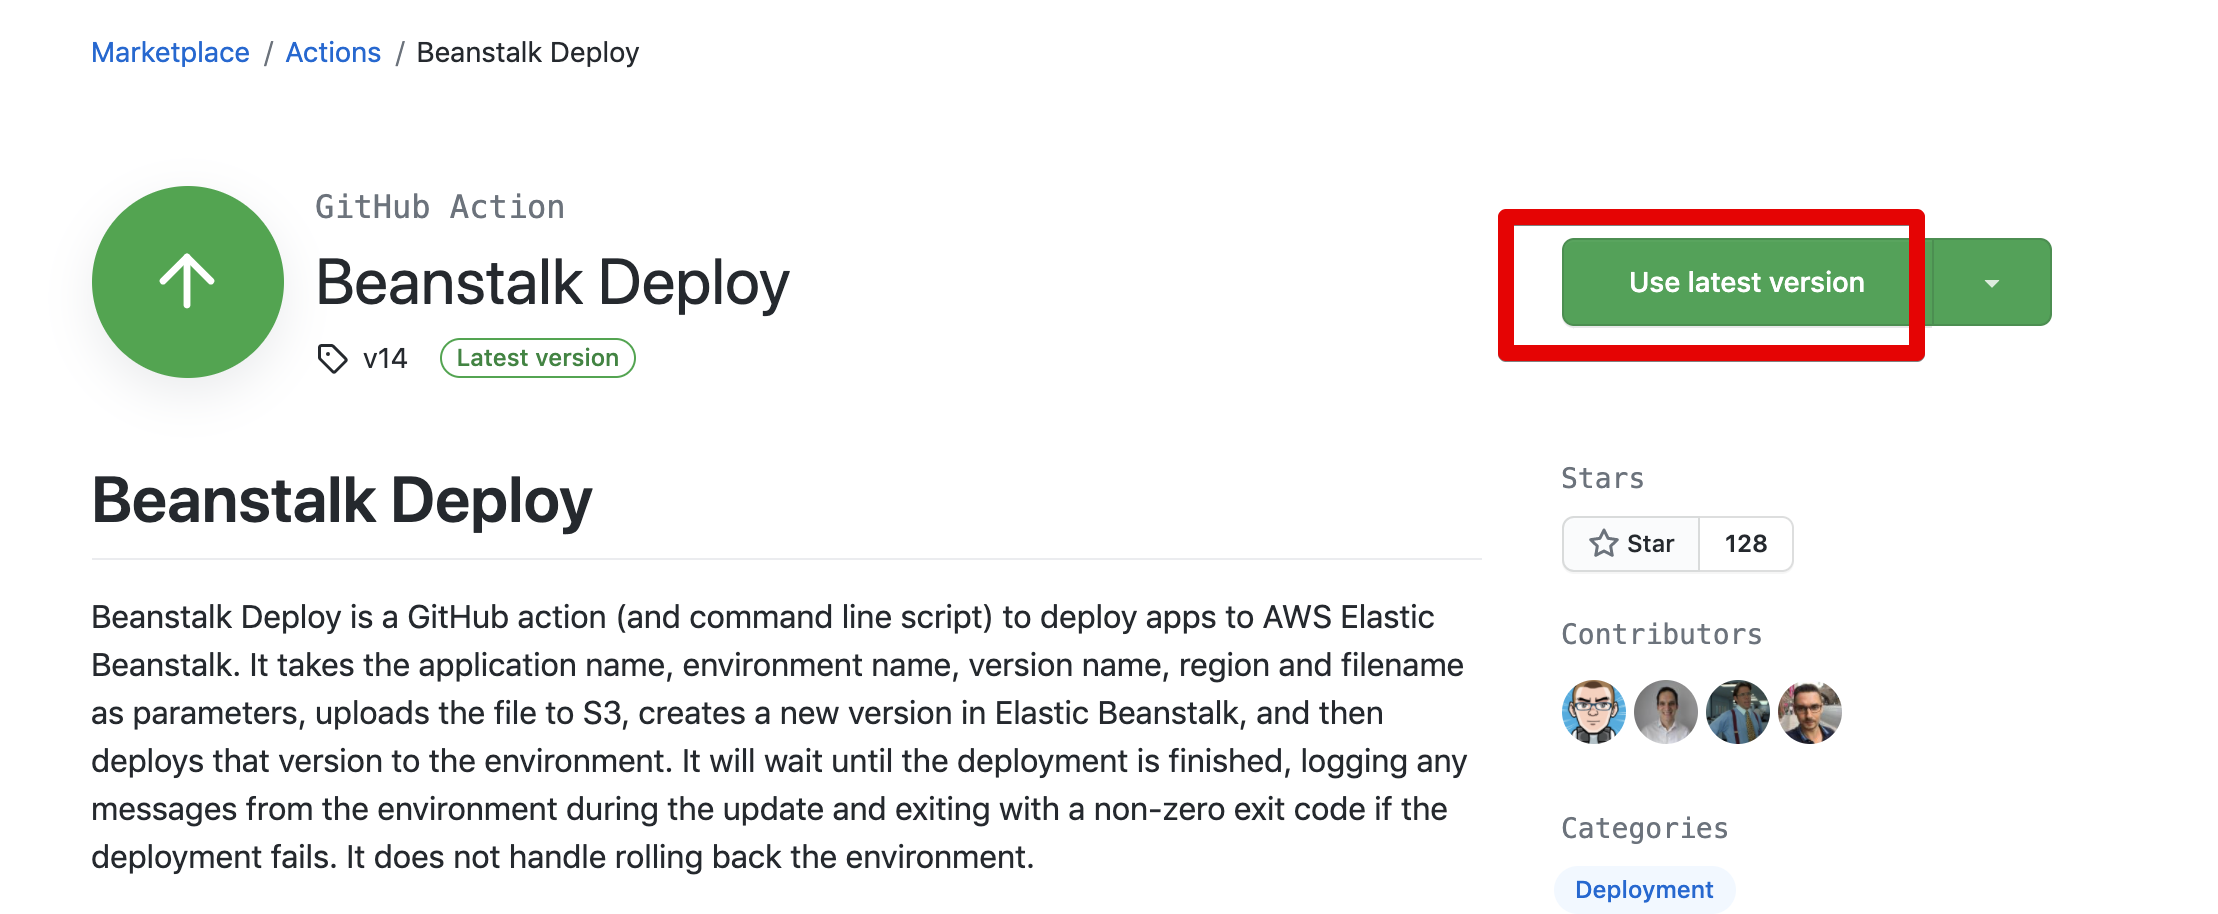 Marketplace / Actions / Beanstalk Deploy
GitHub Action
Beanstalk Deploy
v14 Latest version
Use latest version
Beanstalk Deploy
Beanstalk Deploy is a GitHub action (and command line script) to deploy apps to AWS Elastic
Beanstalk. It takes the application name, environment name, version name, region and filename
as parameters, uploads the file to S3, creates a new version in Elastic Beanstalk, and then
deploys that version to the environment. It will wait until the deployment is finished, logging any
messages from the environment during the update and exiting with a non-zero exit code if the
deployment fails. It does not handle rolling back the environment.
Stars
Star 128
Contributors
Categories
Deployment